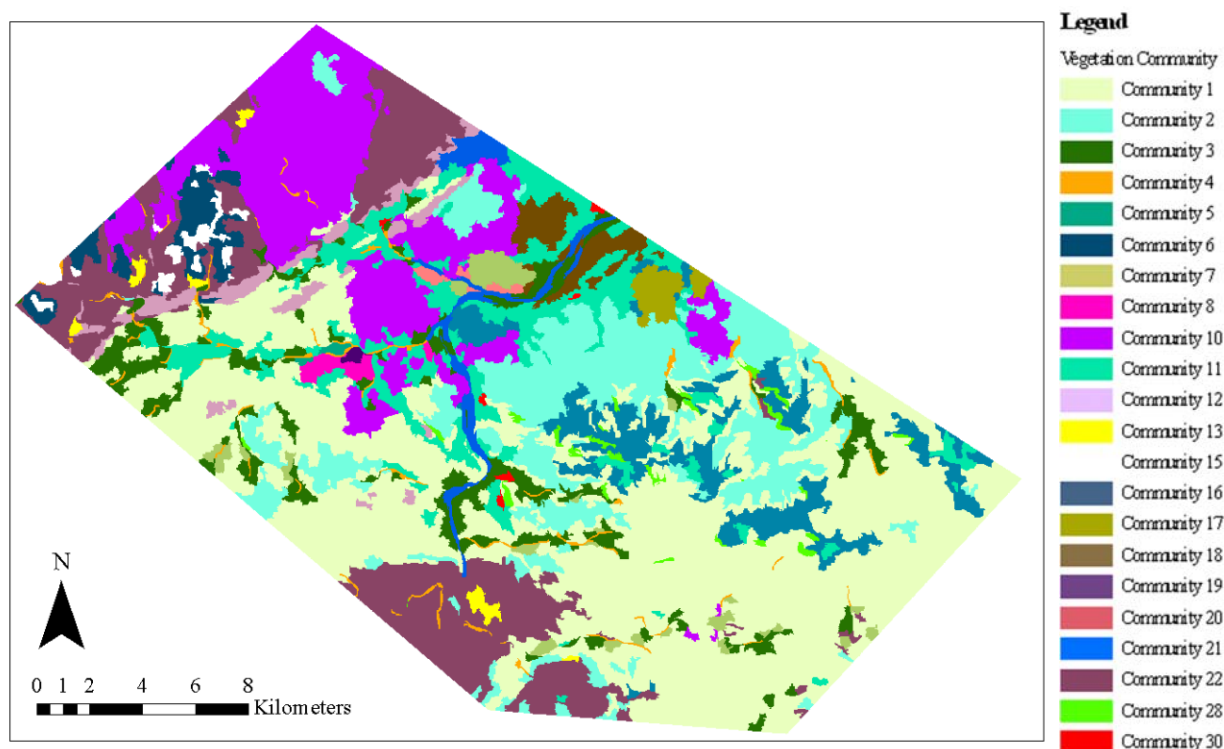 Legend
Vegetation Community
Community 1
Community 2
Community 3
Community 4
Community 5
Community 6
Community 7
Community 8
Community 10
Community 11
Community 12
Community 13
Community 15
Community 16
Community 17
Community 18
Community 19
Community 20
Community 21
Community 22
Community 28
Community 30
N
0 1 2 4 6 8
Kilometers